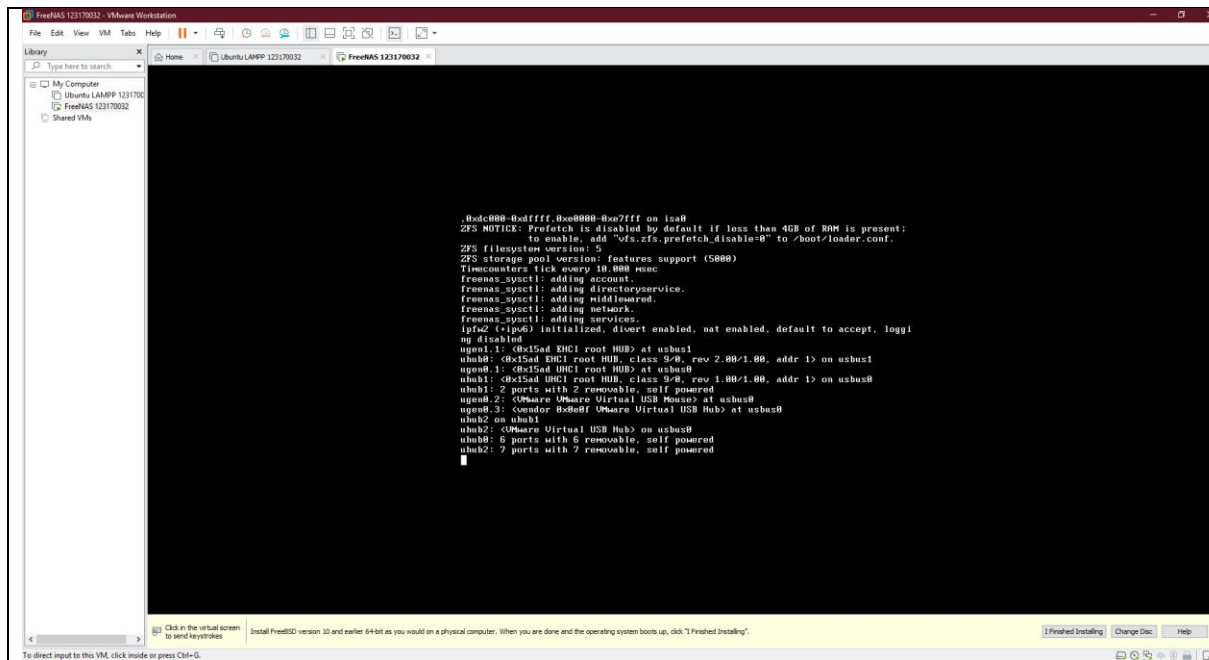 FreeNAS 123170032 - VMware Workstation
File Edit View VM Tabs Help
Library
Type here to search
My Computer
Ubuntu LAMPP 1231700
FreeNAS 123170032
Shared VMs
Home
Ubuntu LAMPP 123170032
FreeNAS 123170032
,0xdc000-0xdffff,0xe0000-0xe7fff on isa0
ZFS NOTICE: Prefetch is disabled by default if less than 4GB of RAM is present;
to enable, add "vfs.zfs.prefetch_disable=0" to /boot/loader.conf.
ZFS filesystem version: 5
ZFS storage pool version: features support (5000)
Timecounters tick every 10.000 msec
freenas_sysctl: adding account.
freenas_sysctl: adding directoryservice.
freenas_sysctl: adding middlewared.
freenas_sysctl: adding network.
freenas_sysctl: adding services.
ipfw2 (+ipv6) initialized, divert enabled, nat enabled, default to accept, loggi
ng disabled
ugen1.1: <0x15ad EHCI root HUB> at usbus1
uhub0: <0x15ad EHCI root HUB, class 9/0, rev 2.00/1.00, addr 1> on usbus1
ugen0.1: <0x15ad UHCI root HUB> at usbus0
uhub1: <0x15ad UHCI root HUB, class 9/0, rev 1.00/1.00, addr 1> on usbus0
uhub1: 2 ports with 2 removable, self powered
ugen0.2: <VMware VMware Virtual USB Mouse> at usbus0
ugen0.3: <vendor 0x0e0f VMware Virtual USB Hub> at usbus0
uhub2 on uhub1
uhub2: <VMware Virtual USB Hub> on usbus0
uhub0: 6 ports with 6 removable, self powered
uhub2: 7 ports with 7 removable, self powered
Click in the virtual screen
to send keystrokes
Install FreeBSD version 10 and earlier 64-bit as you would on a physical computer. When you are done and the operating system boots up, click "I Finished Installing".
I Finished Installing
Change Disc
Help
To direct input to this VM, click inside or press Ctrl+G.